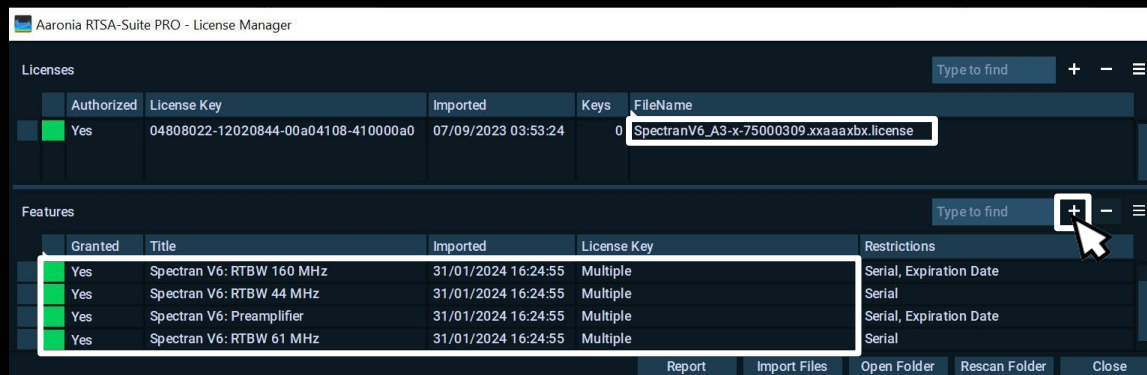 Aaronia RTSA-Suite PRO - License Manager
Licenses Type to find + − ≡
Authorized License Key Imported Keys FileName
Yes 04808022-12020844-00a04108-410000a0 07/09/2023 03:53:24 0 SpectranV6_A3-x-75000309.xxaaaxbx.license
Features Type to find + − ≡
Granted Title Imported License Key Restrictions
Yes Spectran V6: RTBW 160 MHz 31/01/2024 16:24:55 Multiple Serial, Expiration Date
Yes Spectran V6: RTBW 44 MHz 31/01/2024 16:24:55 Multiple Serial
Yes Spectran V6: Preamplifier 31/01/2024 16:24:55 Multiple Serial, Expiration Date
Yes Spectran V6: RTBW 61 MHz 31/01/2024 16:24:55 Multiple Serial
Report Import Files Open Folder Rescan Folder Close